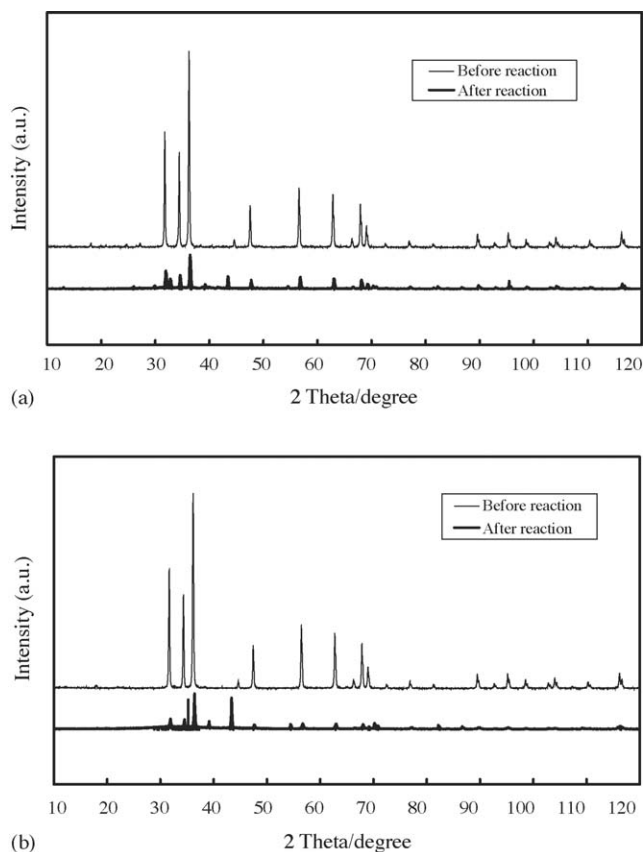 Intensity (a.u.)
Before reaction
After reaction
10 20 30 40 50 60 70 80 90 100 110 120
2 Theta/degree
(a)
Intensity (a.u.)
Before reaction
After reaction
10 20 30 40 50 60 70 80 90 100 110 120
2 Theta/degree
(b)